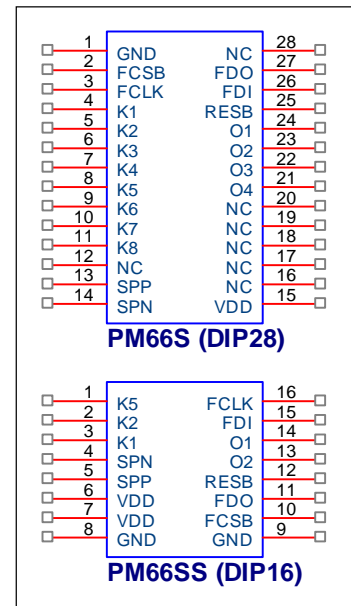 1 GND NC 28
2 FCSB FDO 27
3 FCLK FDI 26
4 K1 RESB 25
5 K2 O1 24
6 K3 O2 23
7 K4 O3 22
8 K5 O4 21
9 K6 NC 20
10 K7 NC 19
11 K8 NC 18
12 NC NC 17
13 SPP NC 16
14 SPN VDD 15
PM66S (DIP28)
1 K5 FCLK 16
2 K2 FDI 15
3 K1 O1 14
4 SPN O2 13
5 SPP RESB 12
6 VDD FDO 11
7 VDD FCSB 10
8 GND GND 9
PM66SS (DIP16)